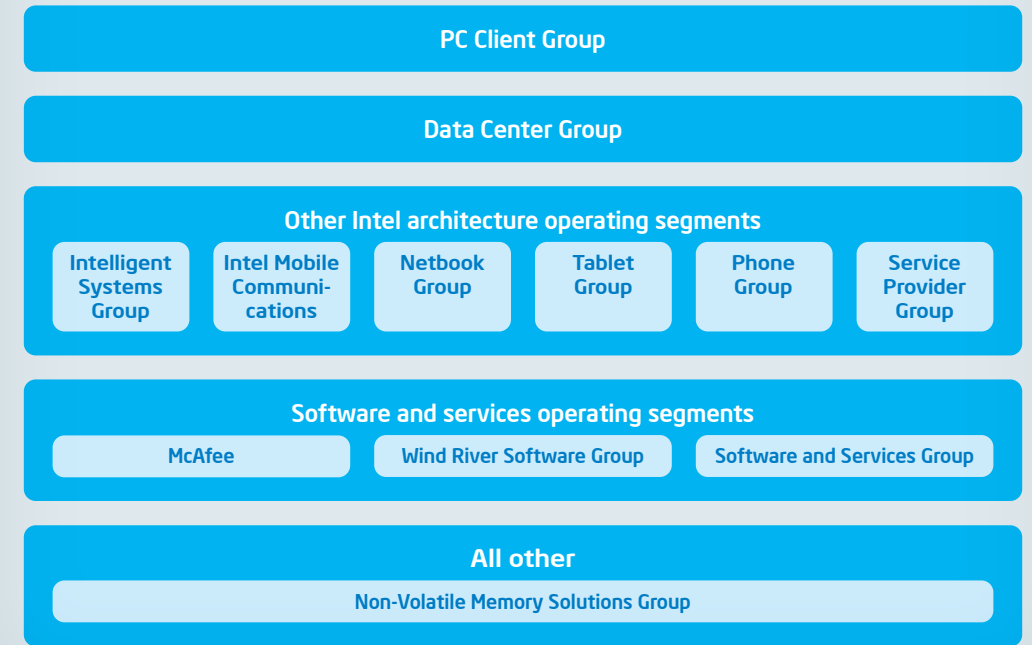 PC Client Group
Data Center Group
Other Intel architecture operating segments
Intelligent
Systems
Group
Intel Mobile
Communi-
cations
Netbook
Group
Tablet
Group
Phone
Group
Service
Provider
Group
Software and services operating segments
McAfee
Wind River Software Group
Software and Services Group
All other
Non-Volatile Memory Solutions Group